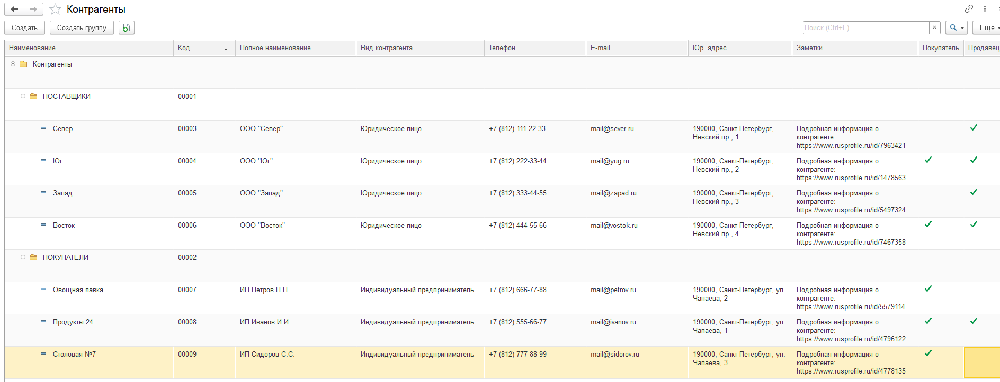 Контрагенты
Создать Создать группу Поиск (Ctrl+F) × Еще
Наименование Код ↓ Полное наименование Вид контрагента Телефон E-mail Юр. адрес Заметки Покупатель Продавец
Контрагенты
ПОСТАВЩИКИ 00001
Север 00003 ООО "Север" Юридическое лицо +7 (812) 111-22-33 mail@sever.ru 190000, Санкт-Петербург, Подробная информация о
Невский пр., 1 контрагенте:
https://www.rusprofile.ru/id/7963421
Юг 00004 ООО "Юг" Юридическое лицо +7 (812) 222-33-44 mail@yug.ru 190000, Санкт-Петербург, Подробная информация о
Невский пр., 2 контрагенте:
https://www.rusprofile.ru/id/1478563
Запад 00005 ООО "Запад" Юридическое лицо +7 (812) 333-44-55 mail@zapad.ru 190000, Санкт-Петербург, Подробная информация о
Невский пр., 3 контрагенте:
https://www.rusprofile.ru/id/5497324
Восток 00006 ООО "Восток" Юридическое лицо +7 (812) 444-55-66 mail@vostok.ru 190000, Санкт-Петербург, Подробная информация о
Невский пр., 4 контрагенте:
https://www.rusprofile.ru/id/7467358
ПОКУПАТЕЛИ 00002
Овощная лавка 00007 ИП Петров П.П. Индивидуальный предприниматель +7 (812) 666-77-88 mail@petrov.ru 190000, Санкт-Петербург, ул. Подробная информация о
Чапаева, 2 контрагенте:
https://www.rusprofile.ru/id/5579114
Продукты 24 00008 ИП Иванов И.И. Индивидуальный предприниматель +7 (812) 555-66-77 mail@ivanov.ru 190000, Санкт-Петербург, ул. Подробная информация о
Чапаева, 1 контрагенте:
https://www.rusprofile.ru/id/4796122
Столовая №7 00009 ИП Сидоров С.С. Индивидуальный предприниматель +7 (812) 777-88-99 mail@sidorov.ru 190000, Санкт-Петербург, ул. Подробная информация о
Чапаева, 3 контрагенте:
https://www.rusprofile.ru/id/4778135